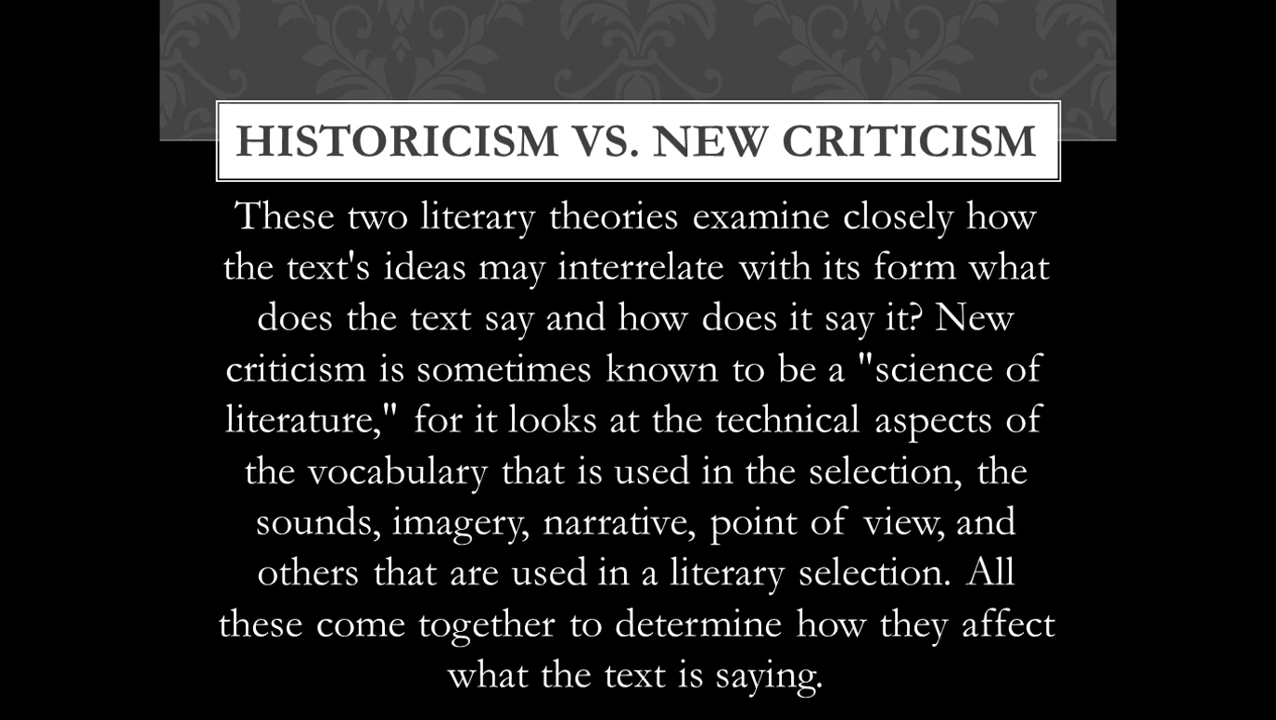 HISTORICISM VS. NEW CRITICISM
These two literary theories examine closely how
the text's ideas may interrelate with its form what
does the text say and how does it say it? New
criticism is sometimes known to be a "science of
literature," for it looks at the technical aspects of
the vocabulary that is used in the selection, the
sounds, imagery, narrative, point of view, and
others that are used in a literary selection. All
these come together to determine how they affect
what the text is saying.